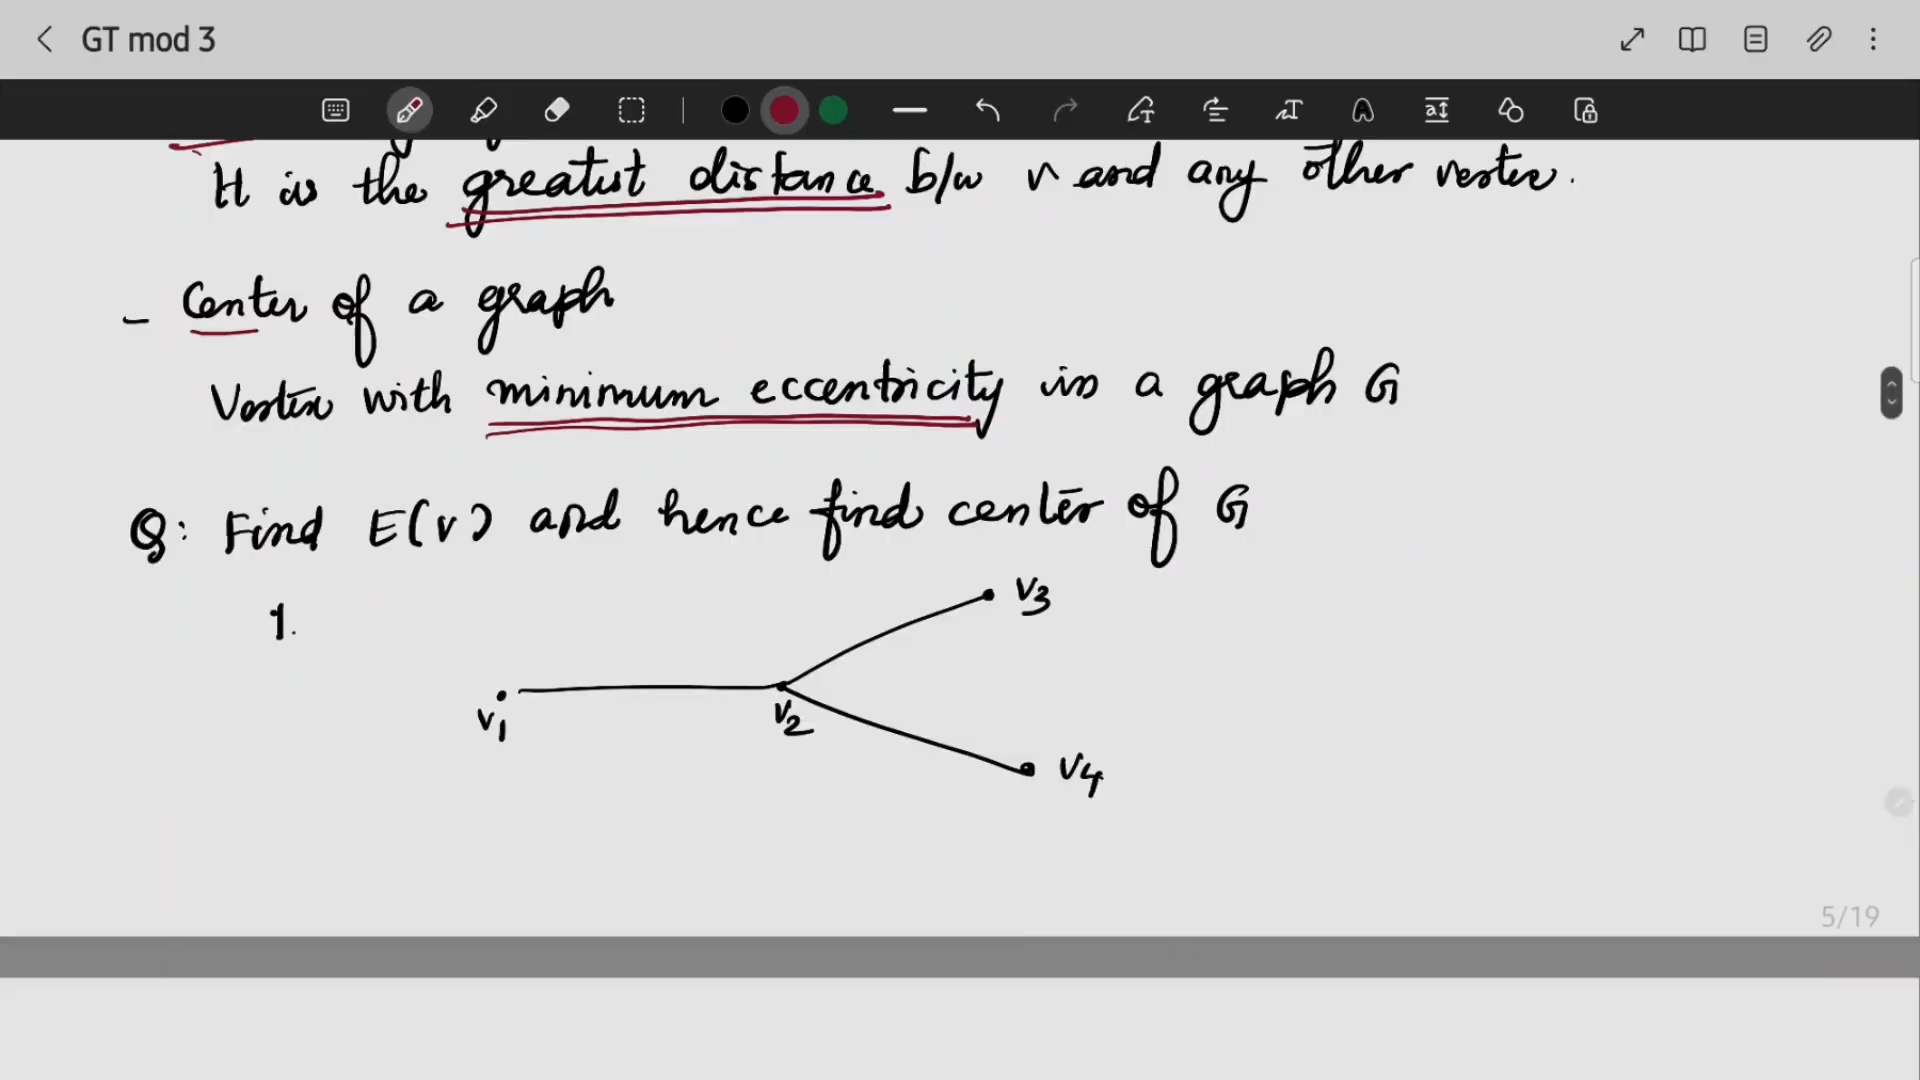 GT mod 3
It is the greatest distance b/w v and any other vertex.
- Center of a graph
Vertex with minimum eccentricity in a graph G
Q: Find E(v) and hence find center of G
1.
v3
v1
v2
v4
5/19